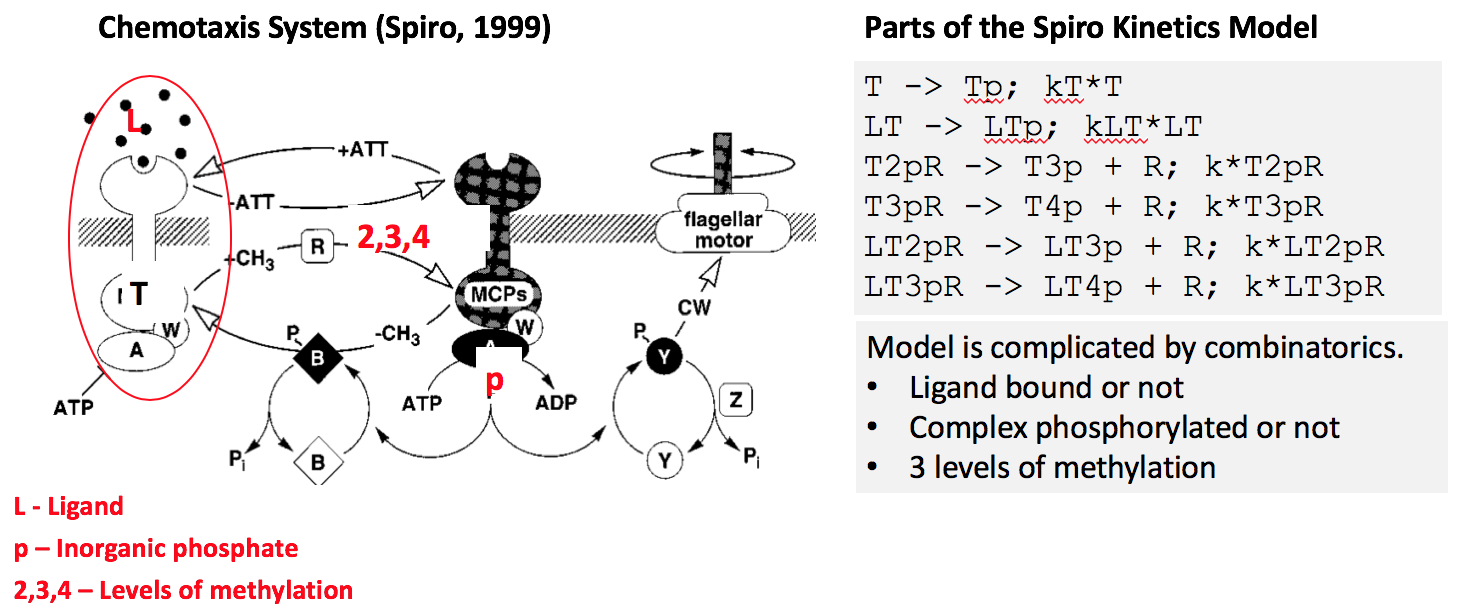 Chemotaxis System (Spiro, 1999)
L
+ATT
-ATT
+CH3
R
2,3,4
T
W
A
ATP
P
B
-CH3
Pi
B
MCPs
W
p
ATP
ADP
flagellar
motor
CW
P
Y
Z
Y
Pi
L - Ligand
p – Inorganic phosphate
2,3,4 – Levels of methylation
Parts of the Spiro Kinetics Model
T -> Tp; kT*T
LT -> LTp; kLT*LT
T2pR -> T3p + R; k*T2pR
T3pR -> T4p + R; k*T3pR
LT2pR -> LT3p + R; k*LT2pR
LT3pR -> LT4p + R; k*LT3pR
Model is complicated by combinatorics.
• Ligand bound or not
• Complex phosphorylated or not
• 3 levels of methylation